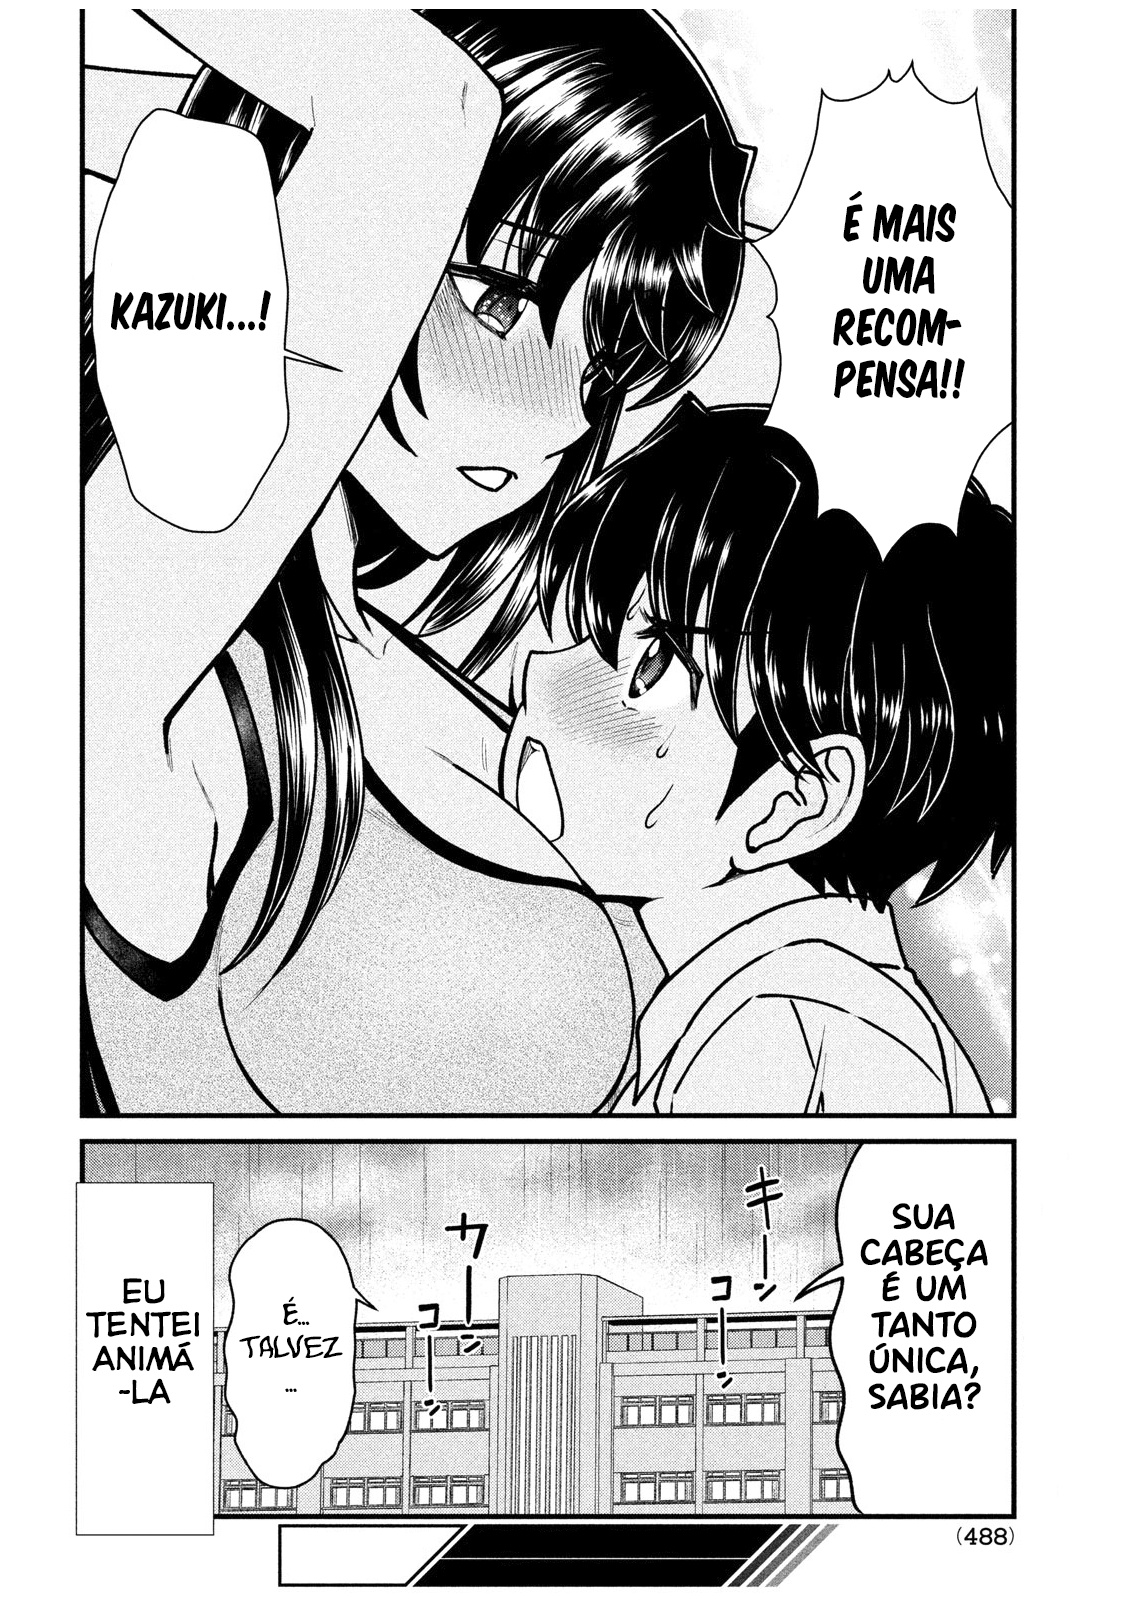 É MAIS
UMA
RECOM-
PENSA!!
KAZUKI...!
SUA
CABEÇA
É UM
TANTO
ÚNICA,
SABIA?
キーンコーン
カーンコーン
É...
TALVEZ
...
EU
TENTEI
ANIMÁ
-LA
(488)